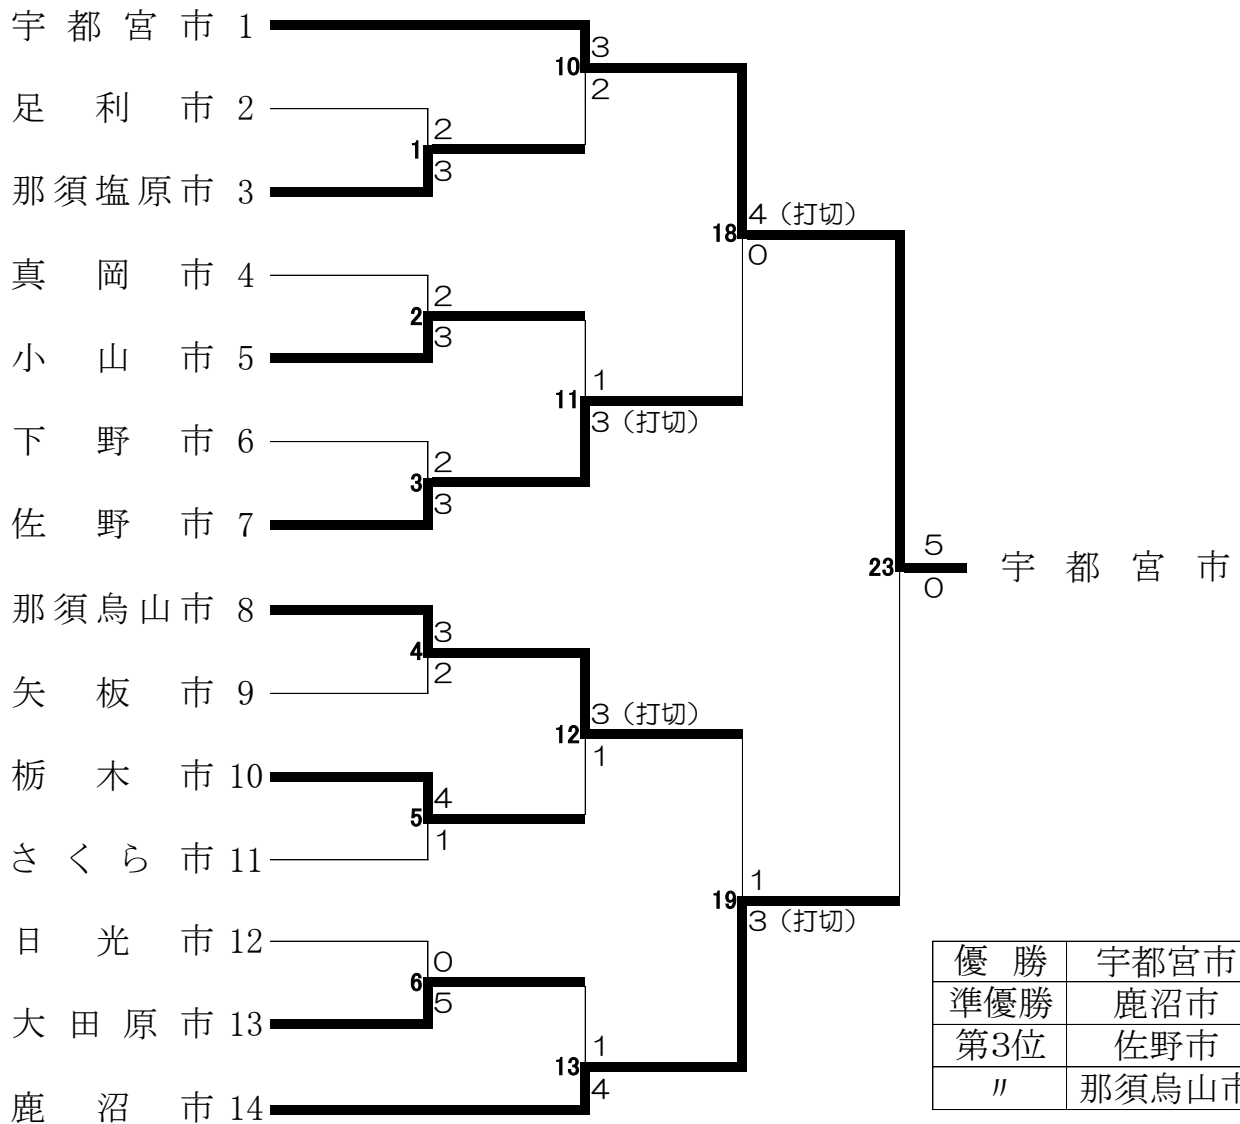 宇都宮市 1
3
10
2
足利市 2
2
1
3
那須塩原市 3
4（打切）
18
0
真岡市 4
2
2
3
小山市 5
1
11
3（打切）
下野市 6
2
3
3
佐野市 7
5
23
宇都宮市
0
那須烏山市 8
3
4
2
矢板市 9
3（打切）
12
1
栃木市 10
4
5
1
さくら市 11
1
19
3（打切）
日光市 12
0
6
5
大田原市 13
1
13
4
鹿沼市 14
優勝 宇都宮市
準優勝 鹿沼市
第3位 佐野市
〃 那須烏山市